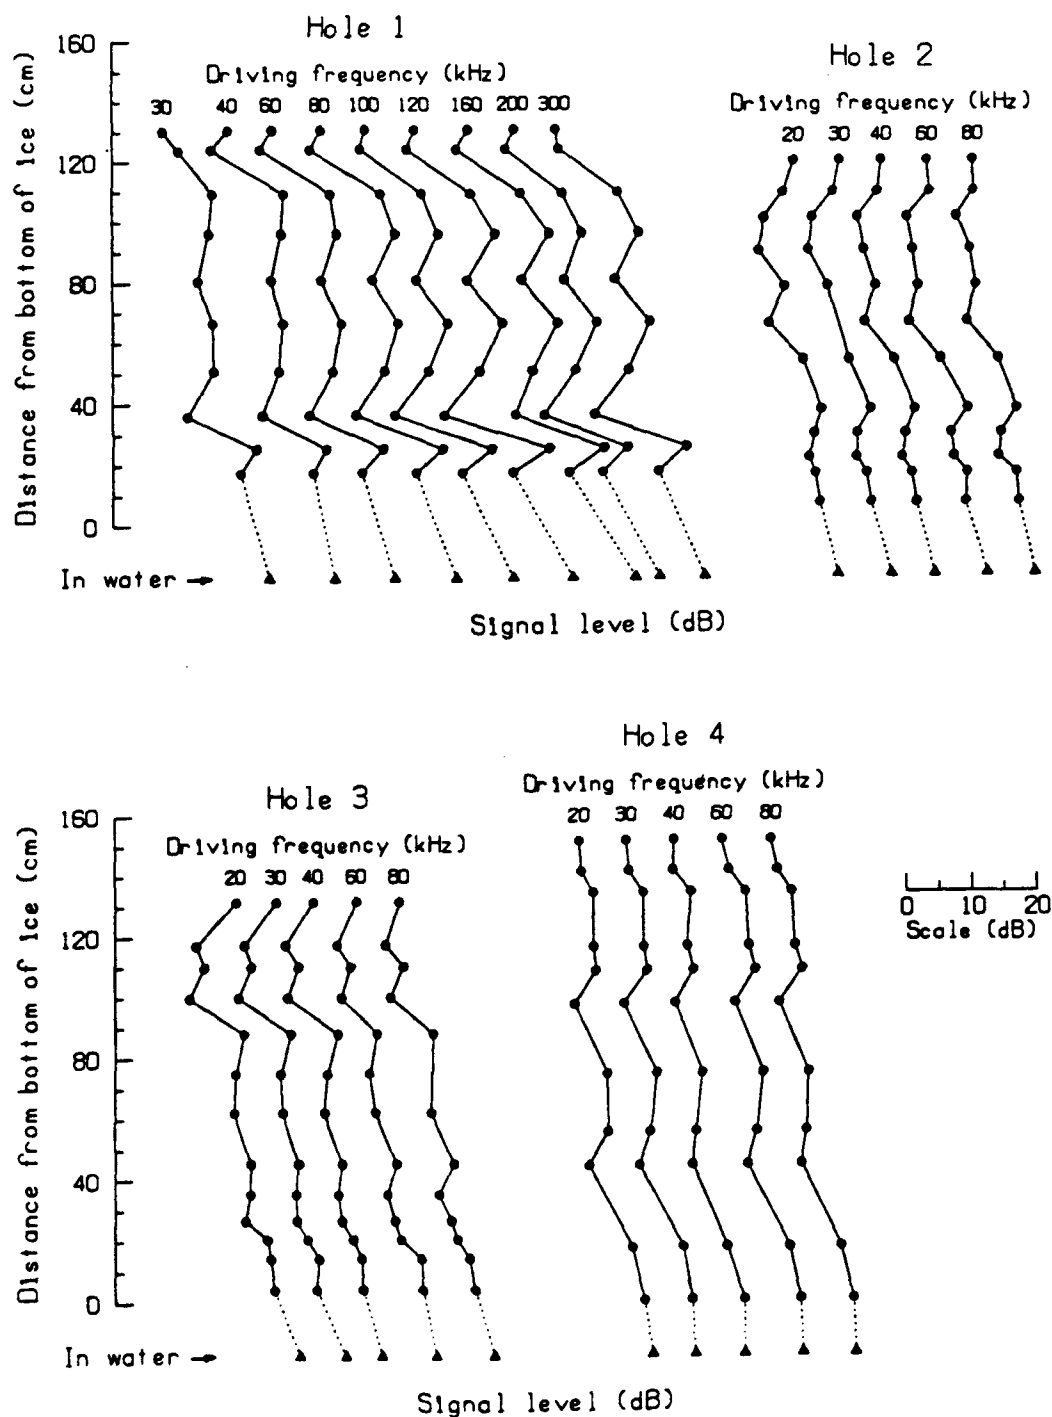 Hole 1
Driving frequency (kHz)
30 40 60 80 100 120 160 200 300
Hole 2
Driving frequency (kHz)
20 30 40 60 80
160
120
80
40
0
Distance from bottom of ice (cm)
In water
Signal level (dB)
Hole 3
Driving frequency (kHz)
20 30 40 60 80
Hole 4
Driving frequency (kHz)
20 30 40 60 80
160
120
80
40
0
Distance from bottom of ice (cm)
In water
0 10 20
Scale (dB)
Signal level (dB)